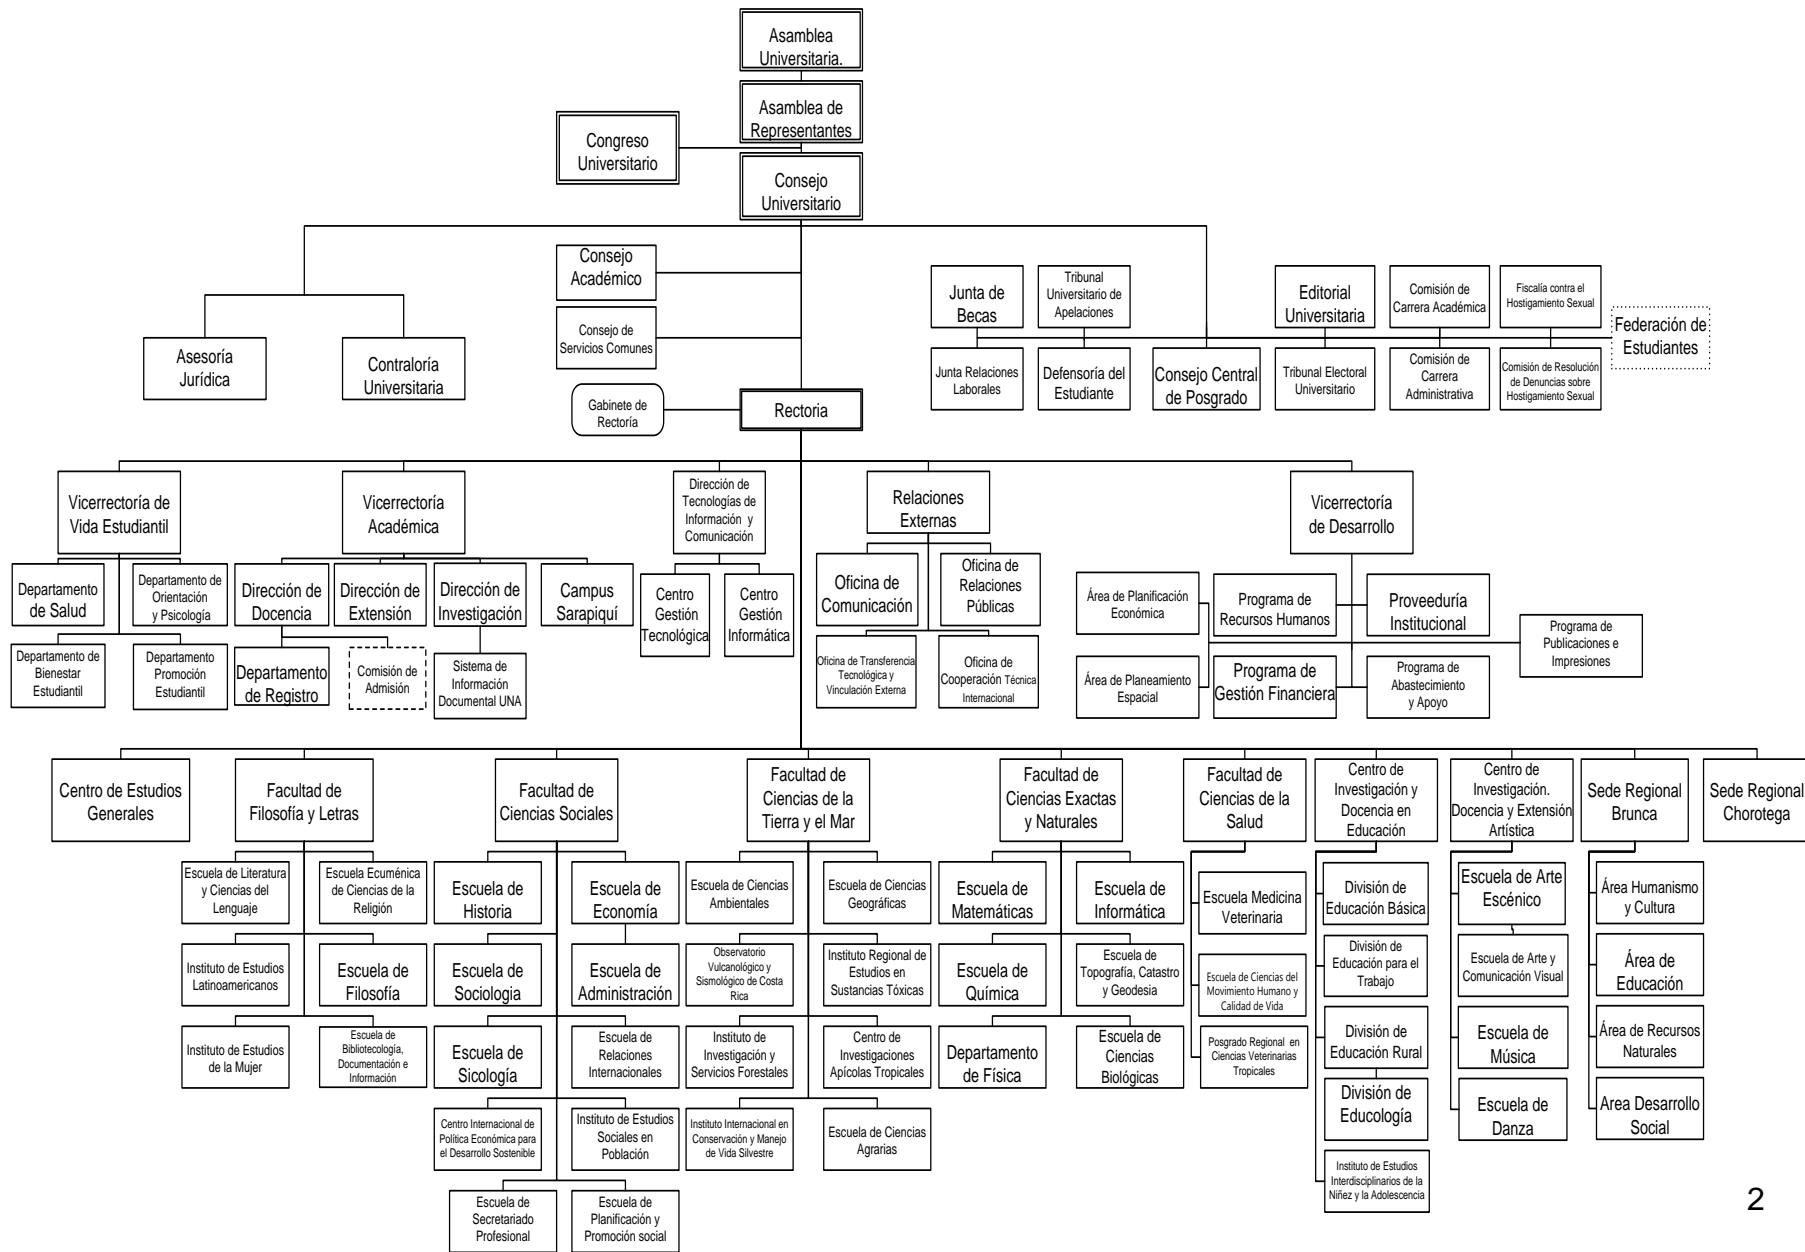 Asamblea
Universitaria.
Asamblea de
Representantes
Congreso
Universitario
Consejo
Universitario
Consejo
Académico
Consejo de
Servicios Comunes
Asesoría
Jurídica
Contraloría
Universitaria
Junta de
Becas
Tribunal
Universitario de
Apelaciones
Editorial
Universitaria
Comisión de
Carrera Académica
Fiscalía contra el
Hostigamiento Sexual
Federación de
Estudiantes
Junta Relaciones
Laborales
Defensoría del
Estudiante
Consejo Central
de Posgrado
Tribunal Electoral
Universitario
Comisión de
Carrera
Administrativa
Comisión de Resolución
de Denuncias sobre
Hostigamiento Sexual
Gabinete de
Rectoría
Rectoria
Vicerrectoría de
Vida Estudiantil
Vicerrectoría
Académica
Dirección de
Tecnologías de
Información y
Comunicación
Relaciones
Externas
Vicerrectoría
de Desarrollo
Departamento
de Salud
Departamento de
Orientación
y Psicología
Dirección de
Docencia
Dirección de
Extensión
Dirección de
Investigación
Campus
Sarapiquí
Centro
Gestión
Tecnológica
Centro
Gestión
Informática
Oficina de
Comunicación
Oficina de
Relaciones
Públicas
Área de Planificación
Económica
Programa de
Recursos Humanos
Proveeduría
Institucional
Programa de
Publicaciones e
Impresiones
Departamento de
Bienestar
Estudiantil
Departamento
Promoción
Estudiantil
Departamento
de Registro
Comisión de
Admisión
Sistema de
Información
Documental UNA
Oficina de Transferencia
Tecnológica y
Vinculación Externa
Oficina de
Cooperación Técnica
Internacional
Área de Planeamiento
Espacial
Programa de
Gestión Financiera
Programa de
Abastecimiento
y Apoyo
Centro de Estudios
Generales
Facultad de
Filosofía y Letras
Facultad de
Ciencias Sociales
Facultad de
Ciencias de la
Tierra y el Mar
Facultad de
Ciencias Exactas
y Naturales
Facultad de
Ciencias de la
Salud
Centro de
Investigación y
Docencia en
Educación
Centro de
Investigación.
Docencia y Extensión
Artística
Sede Regional
Brunca
Sede Regional
Chorotega
Escuela de Literatura
y Ciencias del
Lenguaje
Escuela Ecuménica
de Ciencias de la
Religión
Escuela de
Historia
Escuela de
Economía
Escuela de Ciencias
Ambientales
Escuela de Ciencias
Geográficas
Escuela de
Matemáticas
Escuela de
Informática
Escuela Medicina
Veterinaria
División de
Educación Básica
Escuela de Arte
Escénico
Área Humanismo
y Cultura
Instituto de Estudios
Latinoamericanos
Escuela de
Filosofía
Escuela de
Sociologia
Escuela de
Administración
Observatorio
Vulcanológico y
Sismológico de Costa
Rica
Instituto Regional de
Estudios en
Sustancias Tóxicas
Escuela de
Química
Escuela de
Topografía, Catastro
y Geodesia
Escuela de Ciencias del
Movimiento Humano y
Calidad de Vida
División de
Educación para el
Trabajo
Escuela de Arte y
Comunicación Visual
Área de
Educación
Instituto de Estudios
de la Mujer
Escuela de
Bibliotecología,
Documentación e
Información
Escuela de
Sicología
Escuela de
Relaciones
Internacionales
Instituto de
Investigación y
Servicios Forestales
Centro de
Investigaciones
Apícolas Tropicales
Departamento
de Física
Escuela de
Ciencias
Biológicas
Posgrado Regional en
Ciencias Veterinarias
Tropicales
División de
Educación Rural
Escuela de
Música
Área de Recursos
Naturales
Centro Internacional de
Política Económica para
el Desarrollo Sostenible
Instituto de Estudios
Sociales en
Población
Instituto Internacional en
Conservación y Manejo
de Vida Silvestre
Escuela de Ciencias
Agrarias
División de
Educología
Escuela de
Danza
Area Desarrollo
Social
Instituto de Estudios
Interdisciplinarios de la
Niñez y la Adolescencia
Escuela de
Secretariado
Profesional
Escuela de
Planificación y
Promoción social
2